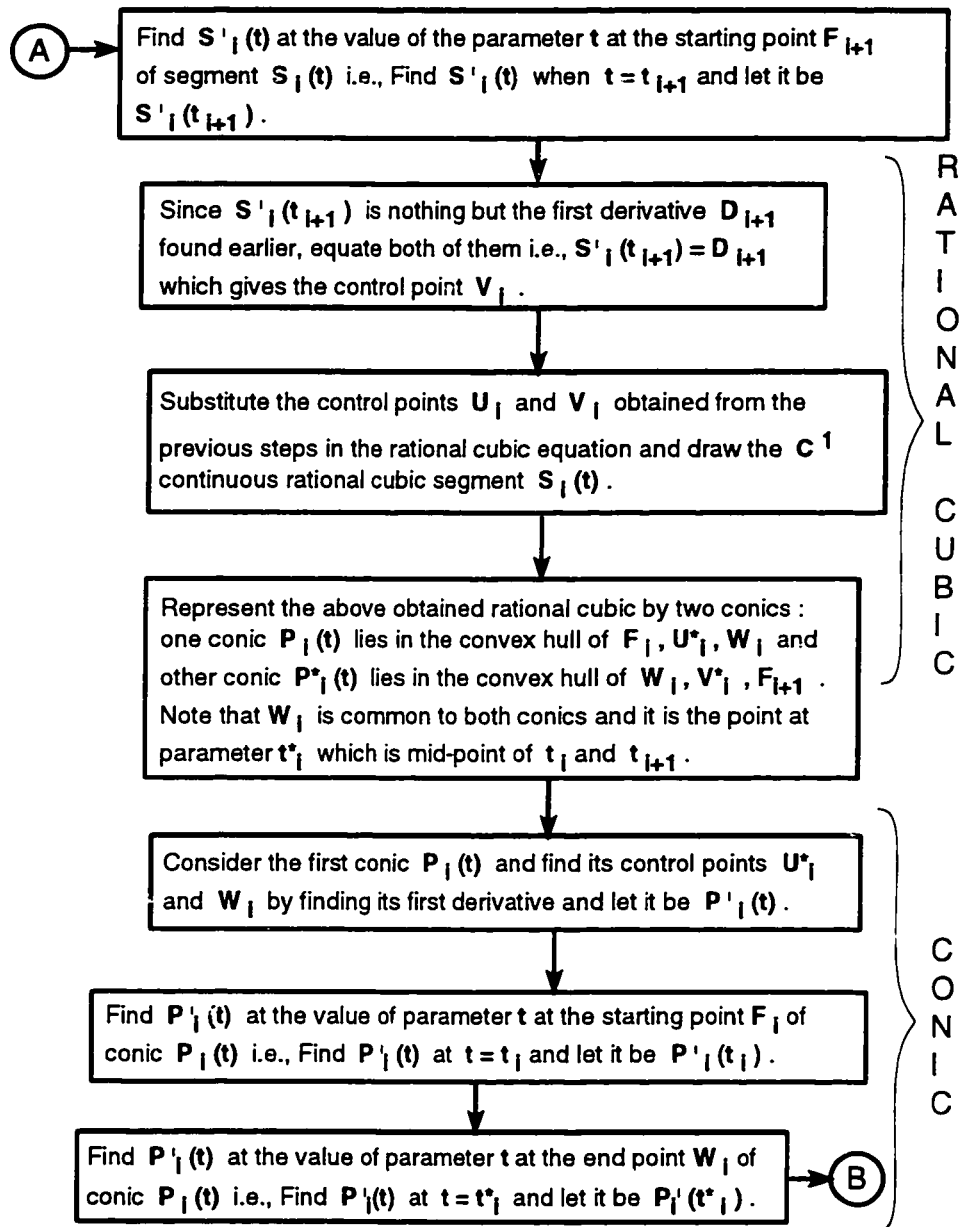 A
Find S'i(t) at the value of the parameter t at the starting point Fi+1
of segment Si(t) i.e., Find S'i(t) when t = ti+1 and let it be
S'i(ti+1).
Since S'i(ti+1) is nothing but the first derivative Di+1
found earlier, equate both of them i.e., S'i(ti+1) = Di+1
which gives the control point Vi.
Substitute the control points Ui and Vi obtained from the
previous steps in the rational cubic equation and draw the C1
continuous rational cubic segment Si(t).
Represent the above obtained rational cubic by two conics :
one conic Pi(t) lies in the convex hull of Fi, U*i, Wi and
other conic P*i(t) lies in the convex hull of Wi, V*i, Fi+1.
Note that Wi is common to both conics and it is the point at
parameter t*i which is mid-point of ti and ti+1.
RATIONAL CUBIC
Consider the first conic Pi(t) and find its control points U*i
and Wi by finding its first derivative and let it be P'i(t).
Find P'i(t) at the value of parameter t at the starting point Fi of
conic Pi(t) i.e., Find P'i(t) at t = ti and let it be P'i(ti).
Find P'i(t) at the value of parameter t at the end point Wi of
conic Pi(t) i.e., Find P'i(t) at t = t*i and let it be Pi'(t*i).
B
CONIC